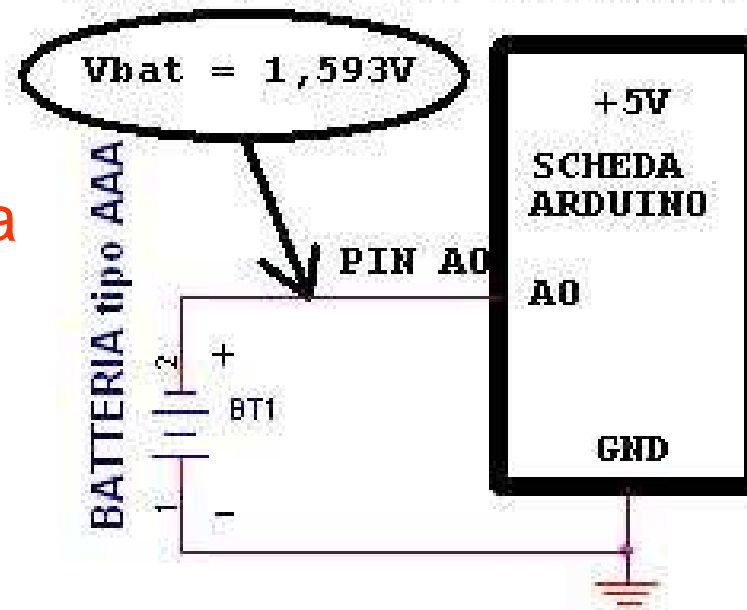 Vbat = 1,593V
+5V
SCHEDA
ARDUINO
a
BATTERIA tipo AAA
PIN A0
A0
2
+
BT1
GND
1
-